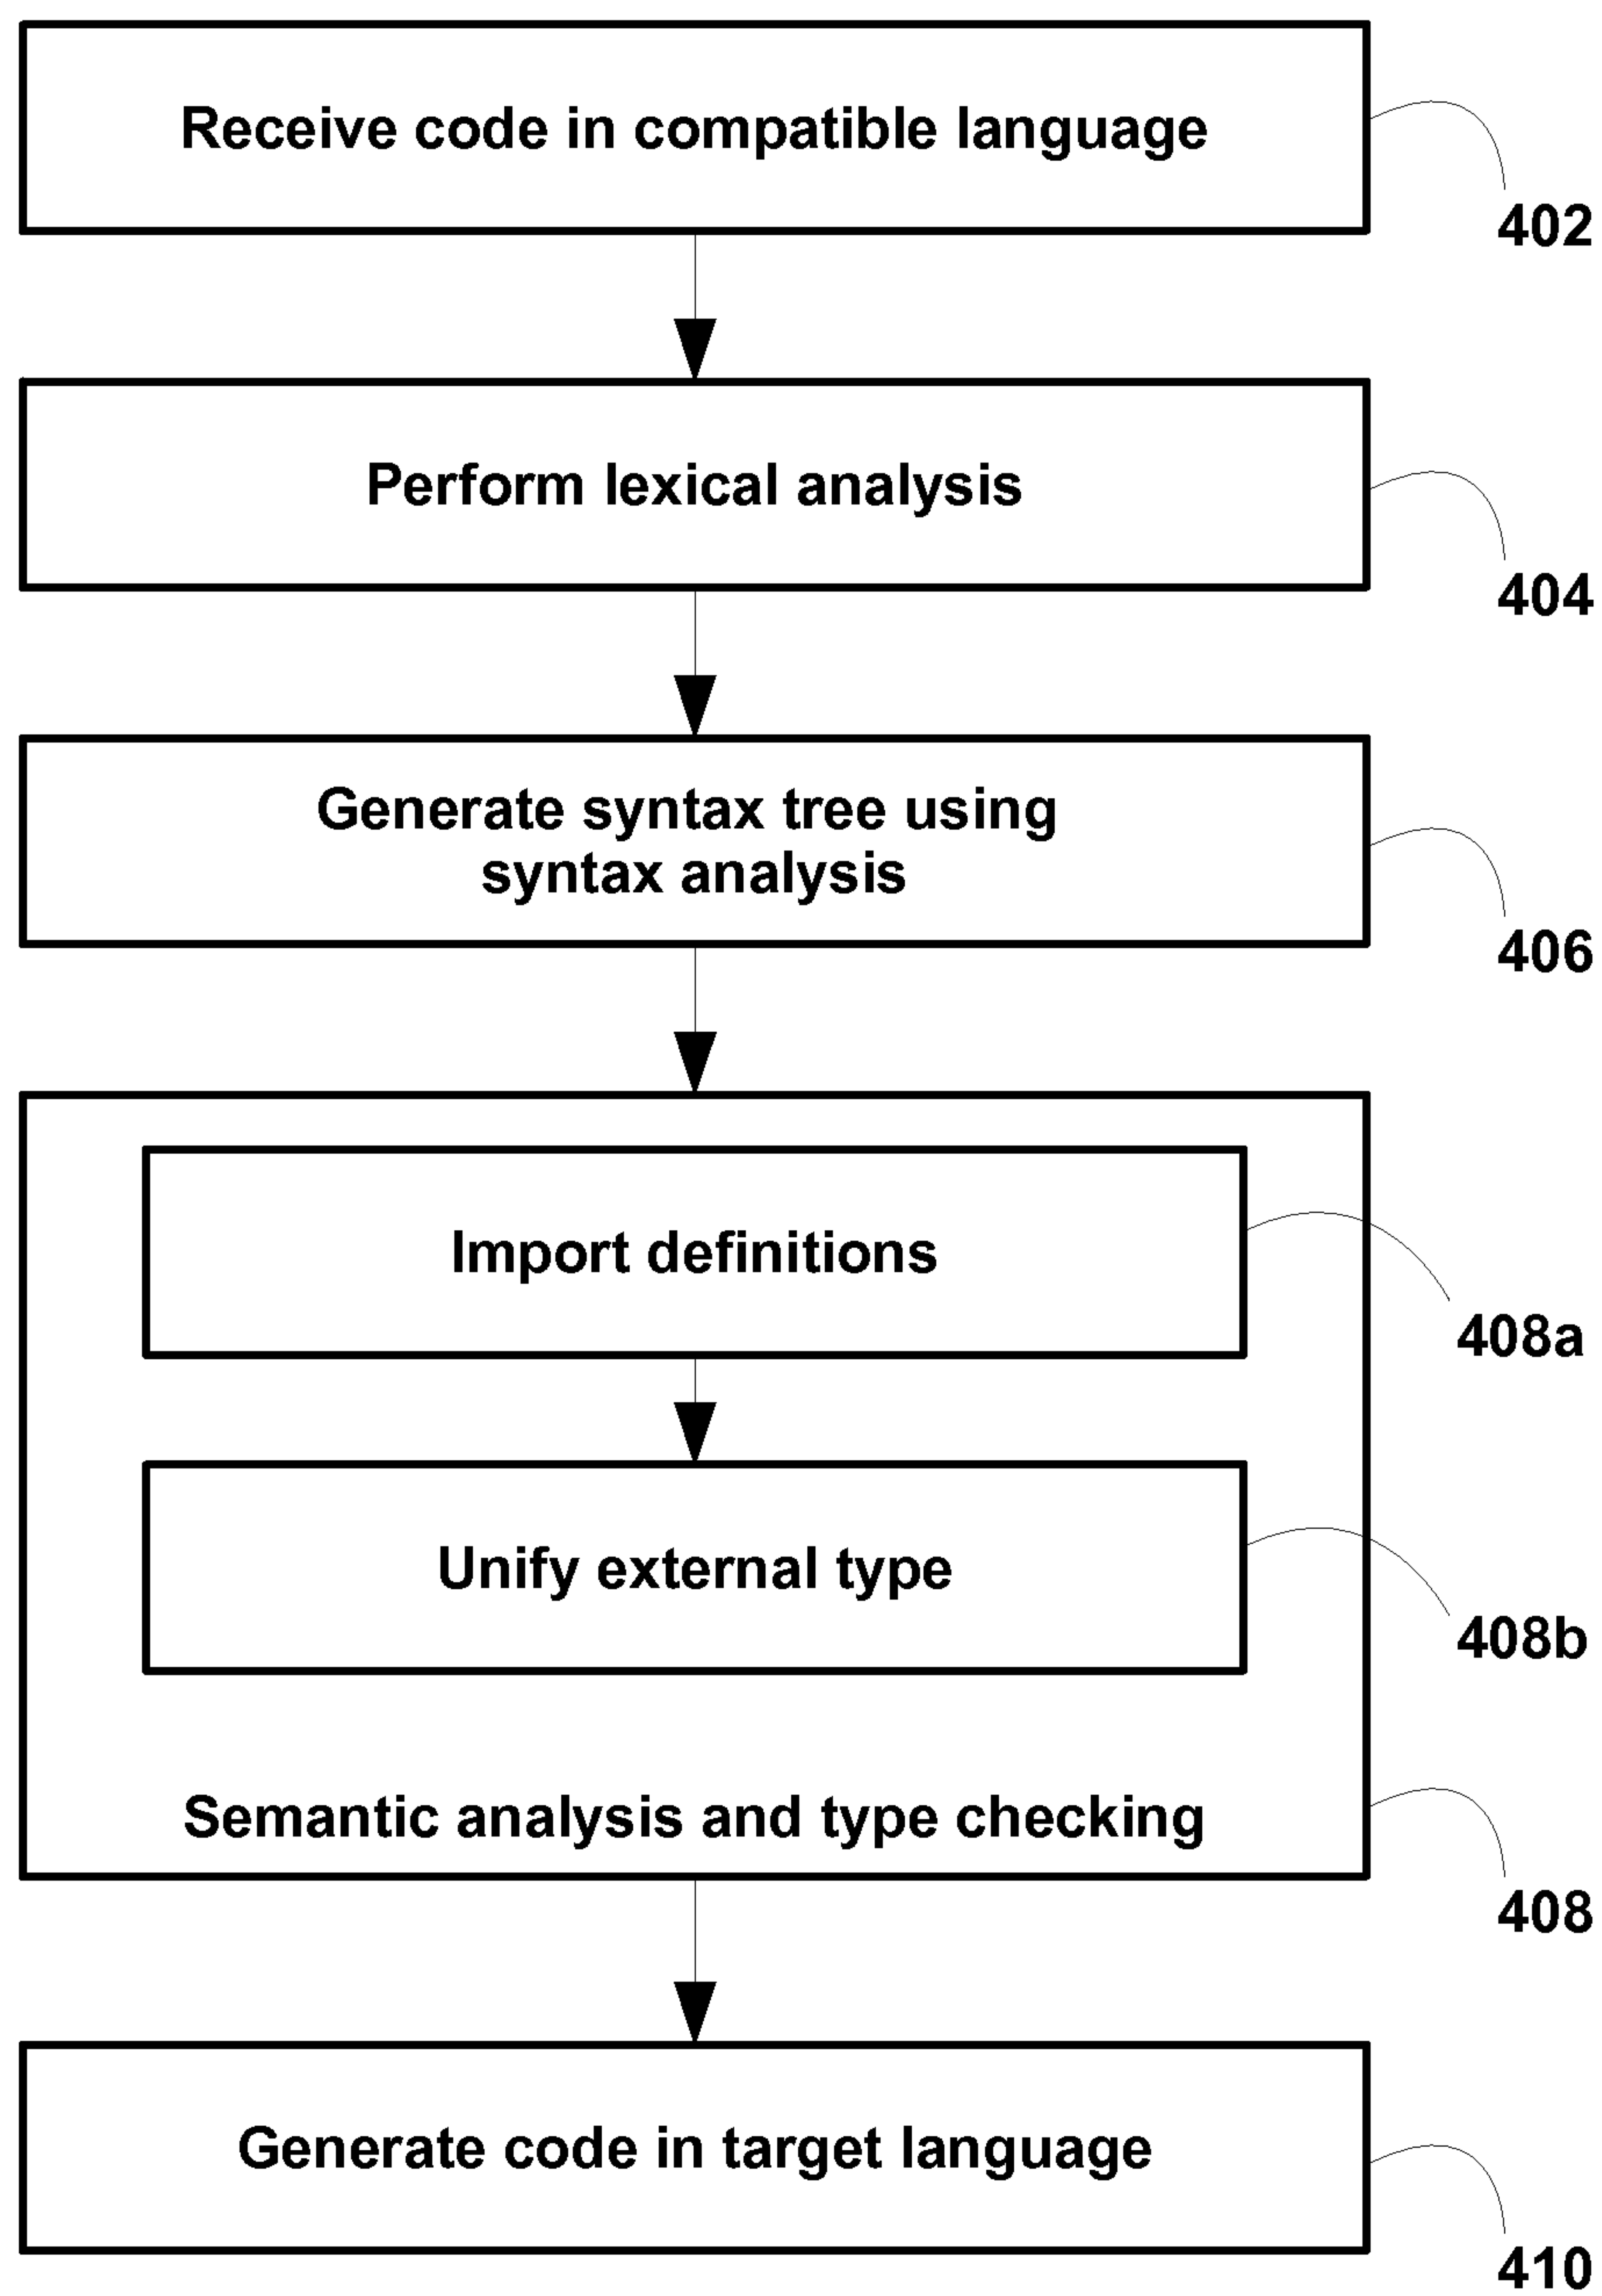 Receive code in compatible language
402
Perform lexical analysis
404
Generate syntax tree using
syntax analysis
406
Import definitions
408a
Unify external type
408b
Semantic analysis and type checking
408
Generate code in target language
410